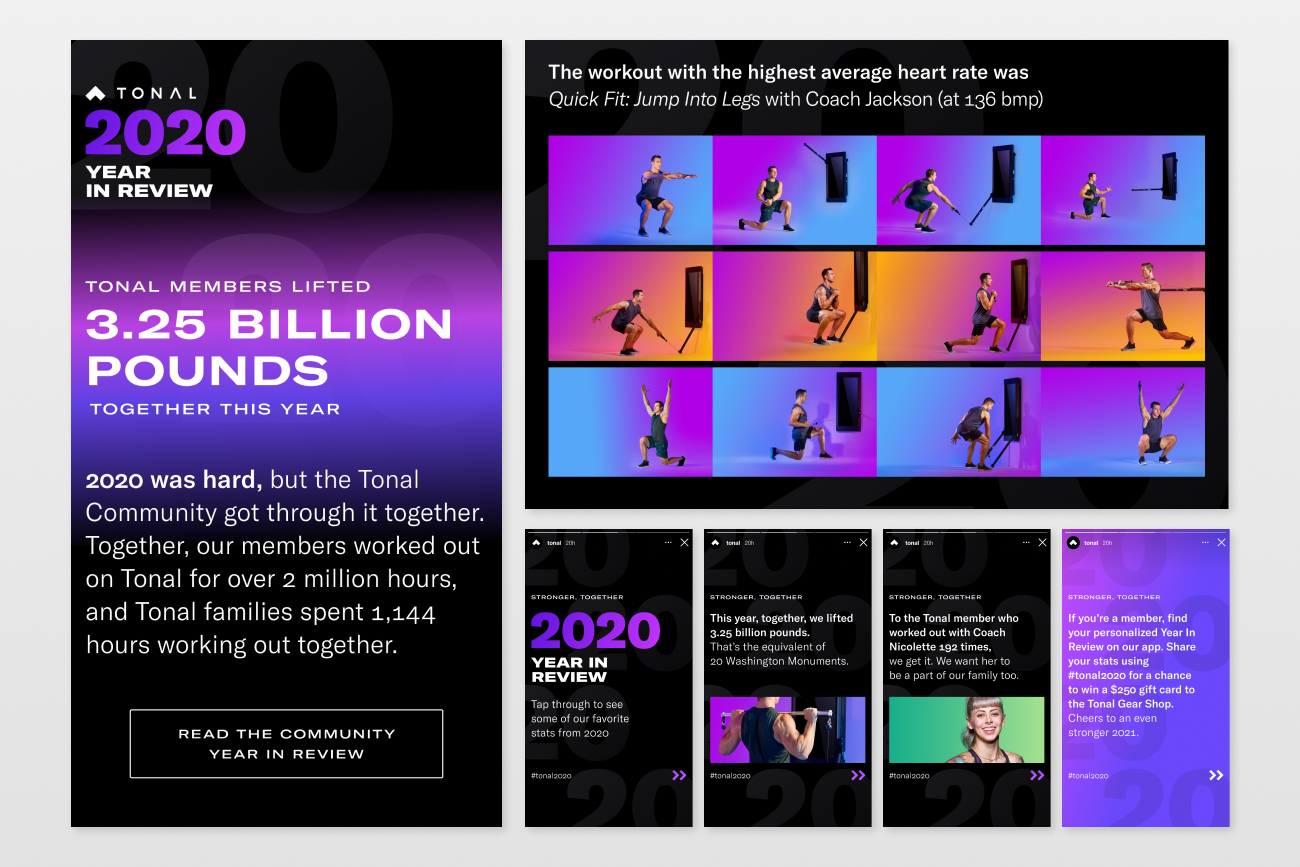 TONAL
2020
YEAR
IN REVIEW
TONAL MEMBERS LIFTED
3.25 BILLION
POUNDS
TOGETHER THIS YEAR
2020 was hard, but the Tonal
Community got through it together.
Together, our members worked out
on Tonal for over 2 million hours,
and Tonal families spent 1,144
hours working out together.
READ THE COMMUNITY
YEAR IN REVIEW
The workout with the highest average heart rate was
Quick Fit: Jump Into Legs with Coach Jackson (at 136 bmp)
tonal 20h
STRONGER, TOGETHER
2020
YEAR IN
REVIEW
Tap through to see
some of our favorite
stats from 2020
#tonal2020
tonal 20h
STRONGER, TOGETHER
This year, together, we lifted
3.25 billion pounds.
That's the equivalent of
20 Washington Monuments.
#tonal2020
tonal 20h
STRONGER, TOGETHER
To the Tonal member who
worked out with Coach
Nicolette 192 times,
we get it. We want her to
be a part of our family too.
#tonal2020
tonal 20h
STRONGER, TOGETHER
If you're a member, find
your personalized Year In
Review on our app. Share
your stats using
#tonal2020 for a chance
to win a $250 gift card to
the Tonal Gear Shop.
Cheers to an even
stronger 2021.
#tonal2020